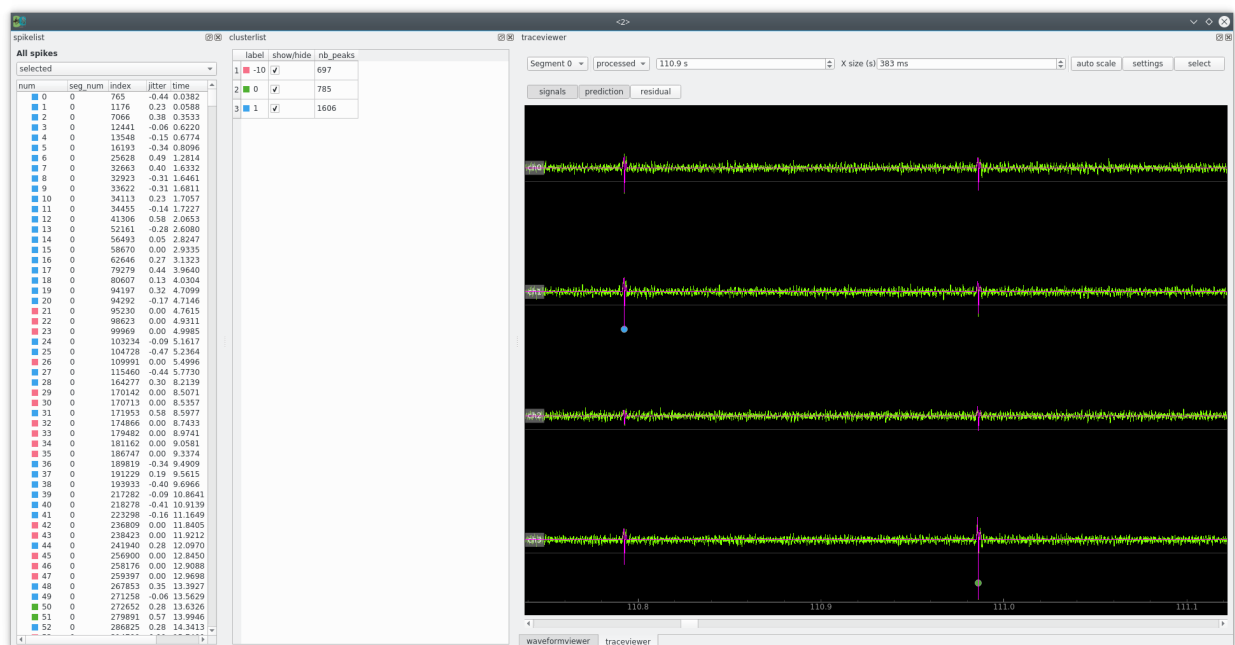 <2>
spikelist
clusterlist
traceviewer
All spikes
selected
num seg_num index jitter time
0 0 765 -0.44 0.0382
1 0 1176 0.23 0.0588
2 0 7066 0.38 0.3533
3 0 12441 -0.06 0.6220
4 0 13548 -0.15 0.6774
5 0 16193 -0.34 0.8096
6 0 25628 0.49 1.2814
7 0 32663 0.40 1.6332
8 0 32923 -0.31 1.6461
9 0 33622 -0.31 1.6811
10 0 34113 0.23 1.7057
11 0 34455 -0.14 1.7227
12 0 41306 0.58 2.0653
13 0 52161 -0.28 2.6080
14 0 56493 0.05 2.8247
15 0 58670 0.00 2.9335
16 0 62646 0.27 3.1323
17 0 79279 0.44 3.9640
18 0 80607 0.13 4.0304
19 0 94197 0.32 4.7099
20 0 94292 -0.17 4.7146
21 0 95230 0.00 4.7615
22 0 98623 0.00 4.9311
23 0 99969 0.00 4.9985
24 0 103234 -0.09 5.1617
25 0 104728 -0.47 5.2364
26 0 109991 0.00 5.4996
27 0 115460 -0.44 5.7730
28 0 164277 0.30 8.2139
29 0 170142 0.00 8.5071
30 0 170713 0.00 8.5357
31 0 171953 0.58 8.5977
32 0 174866 0.00 8.7433
33 0 179482 0.00 8.9741
34 0 181162 0.00 9.0581
35 0 186747 0.00 9.3374
36 0 189819 -0.34 9.4909
37 0 191229 0.19 9.5615
38 0 193933 -0.40 9.6966
39 0 217282 -0.09 10.8641
40 0 218278 -0.41 10.9139
41 0 223298 -0.16 11.1649
42 0 236809 0.00 11.8405
43 0 238423 0.00 11.9212
44 0 241940 0.28 12.0970
45 0 256900 0.00 12.8450
46 0 258176 0.00 12.9088
47 0 259397 0.00 12.9698
48 0 267853 0.35 13.3927
49 0 271258 -0.06 13.5629
50 0 272652 0.28 13.6326
51 0 279891 0.57 13.9946
52 0 286825 0.28 14.3413
label show/hide nb_peaks
1 -10 697
2 0 785
3 1 1606
Segment 0 processed 110.9 s X size (s) 383 ms auto scale settings select
signals prediction residual
ch0
ch1
ch2
ch3
110.8 110.9 111.0 111.1
waveformviewer traceviewer